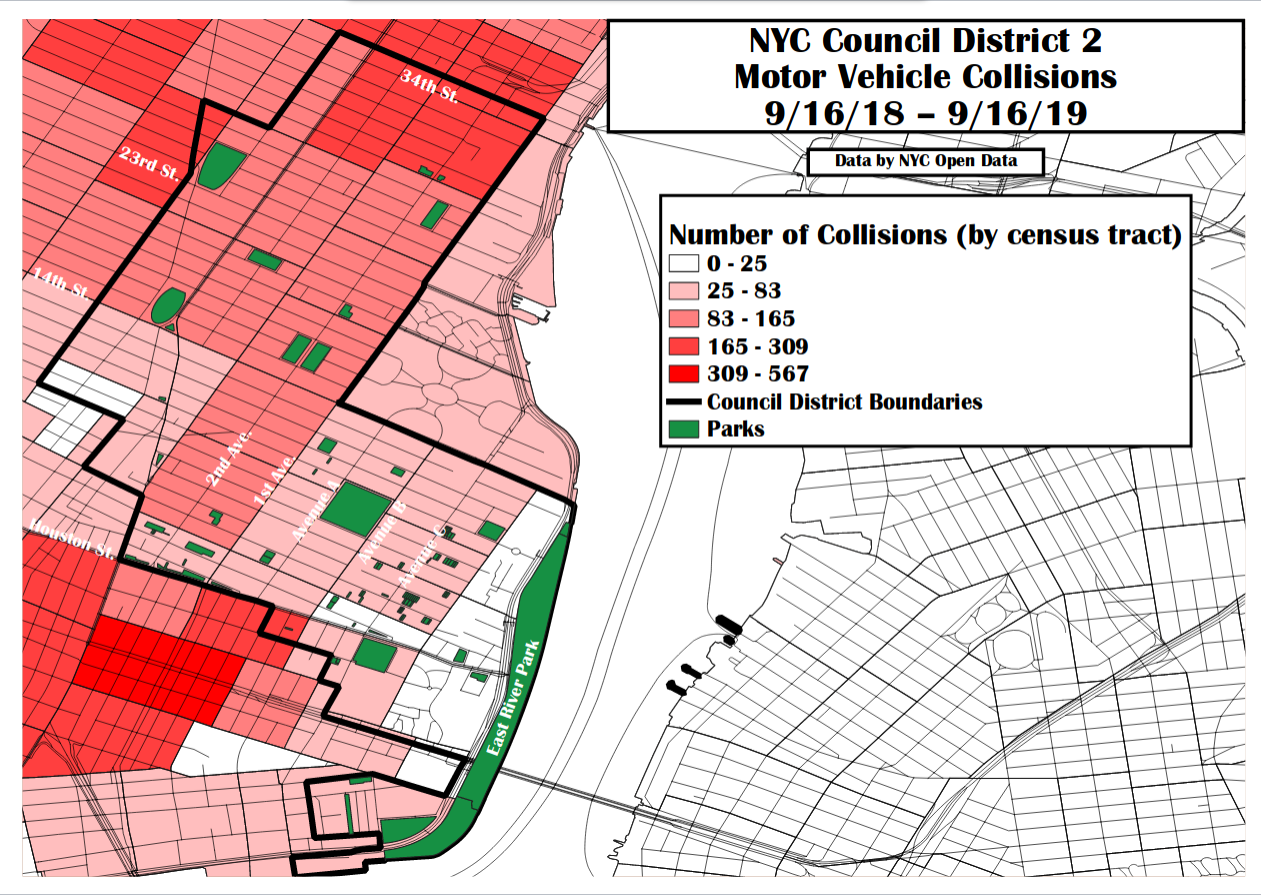 NYC Council District 2
Motor Vehicle Collisions
9/16/18 – 9/16/19
Data by NYC Open Data
Number of Collisions (by census tract)
0 - 25
25 - 83
83 - 165
165 - 309
309 - 567
Council District Boundaries
Parks
34th St.
23rd St.
14th St.
2nd Ave.
1st Ave.
Avenue A
Avenue B
Avenue C
Houston St.
East River Park